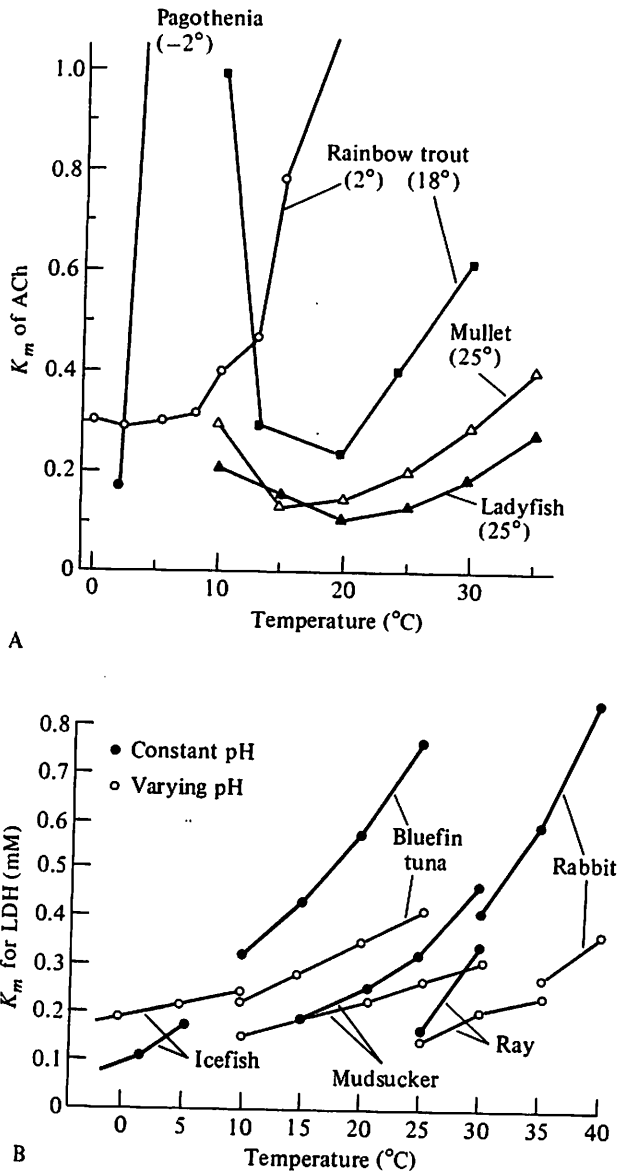 Pagothenia
(−2°)
1.0
0.8
0.6
0.4
0.2
0
K_m of ACh
Rainbow trout
(2°) (18°)
Mullet
(25°)
Ladyfish
(25°)
0 10 20 30
Temperature (°C)
A
0.8
0.7
0.6
0.5
0.4
0.3
0.2
0.1
0
K_m for LDH (mM)
● Constant pH
○ Varying pH
Bluefin
tuna
Rabbit
Icefish
Mudsucker
Ray
0 5 10 15 20 25 30 35 40
Temperature (°C)
B